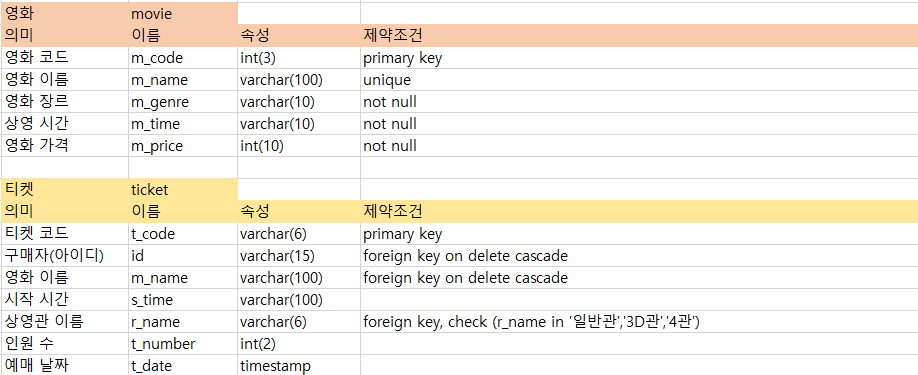 영화 movie
의미 이름 속성 제약조건
영화 코드 m_code int(3) primary key
영화 이름 m_name varchar(100) unique
영화 장르 m_genre varchar(10) not null
상영 시간 m_time varchar(10) not null
영화 가격 m_price int(10) not null
티켓 ticket
의미 이름 속성 제약조건
티켓 코드 t_code varchar(6) primary key
구매자(아이디) id varchar(15) foreign key on delete cascade
영화 이름 m_name varchar(100) foreign key on delete cascade
시작 시간 s_time varchar(100)
상영관 이름 r_name varchar(6) foreign key, check (r_name in '일반관','3D관','4관')
인원 수 t_number int(2)
예매 날짜 t_date timestamp